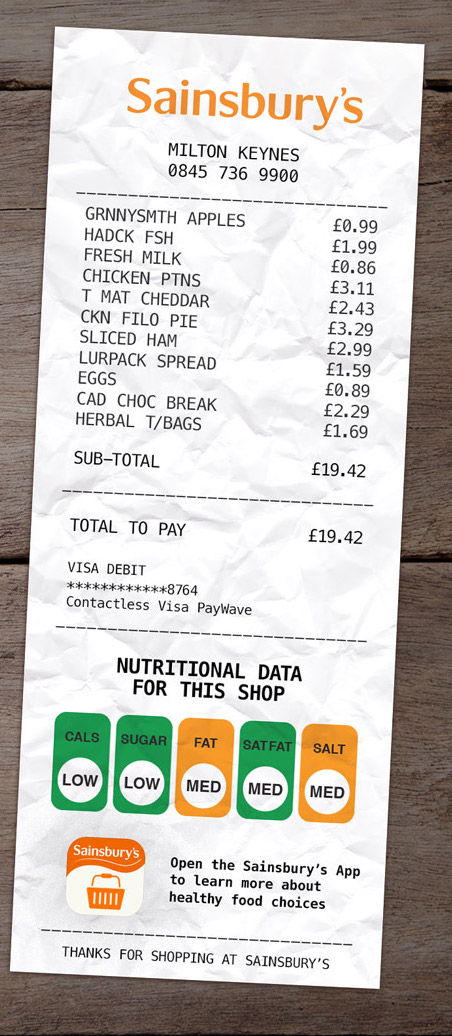 Sainsbury's
MILTON KEYNES
0845 736 9900
GRNNYSMTH APPLES £0.99
HADCK FSH £1.99
FRESH MILK £0.86
CHICKEN PTNS £3.11
T MAT CHEDDAR £2.43
CKN FILO PIE £3.29
SLICED HAM £2.99
LURPACK SPREAD £1.59
EGGS £0.89
CAD CHOC BREAK £2.29
HERBAL T/BAGS £1.69
SUB-TOTAL £19.42
TOTAL TO PAY £19.42
VISA DEBIT
************8764
Contactless Visa PayWave
NUTRITIONAL DATA
FOR THIS SHOP
CALS SUGAR FAT SATFAT SALT
LOW LOW MED MED MED
Sainsbury's
Open the Sainsbury's App
to learn more about
healthy food choices
THANKS FOR SHOPPING AT SAINSBURY'S